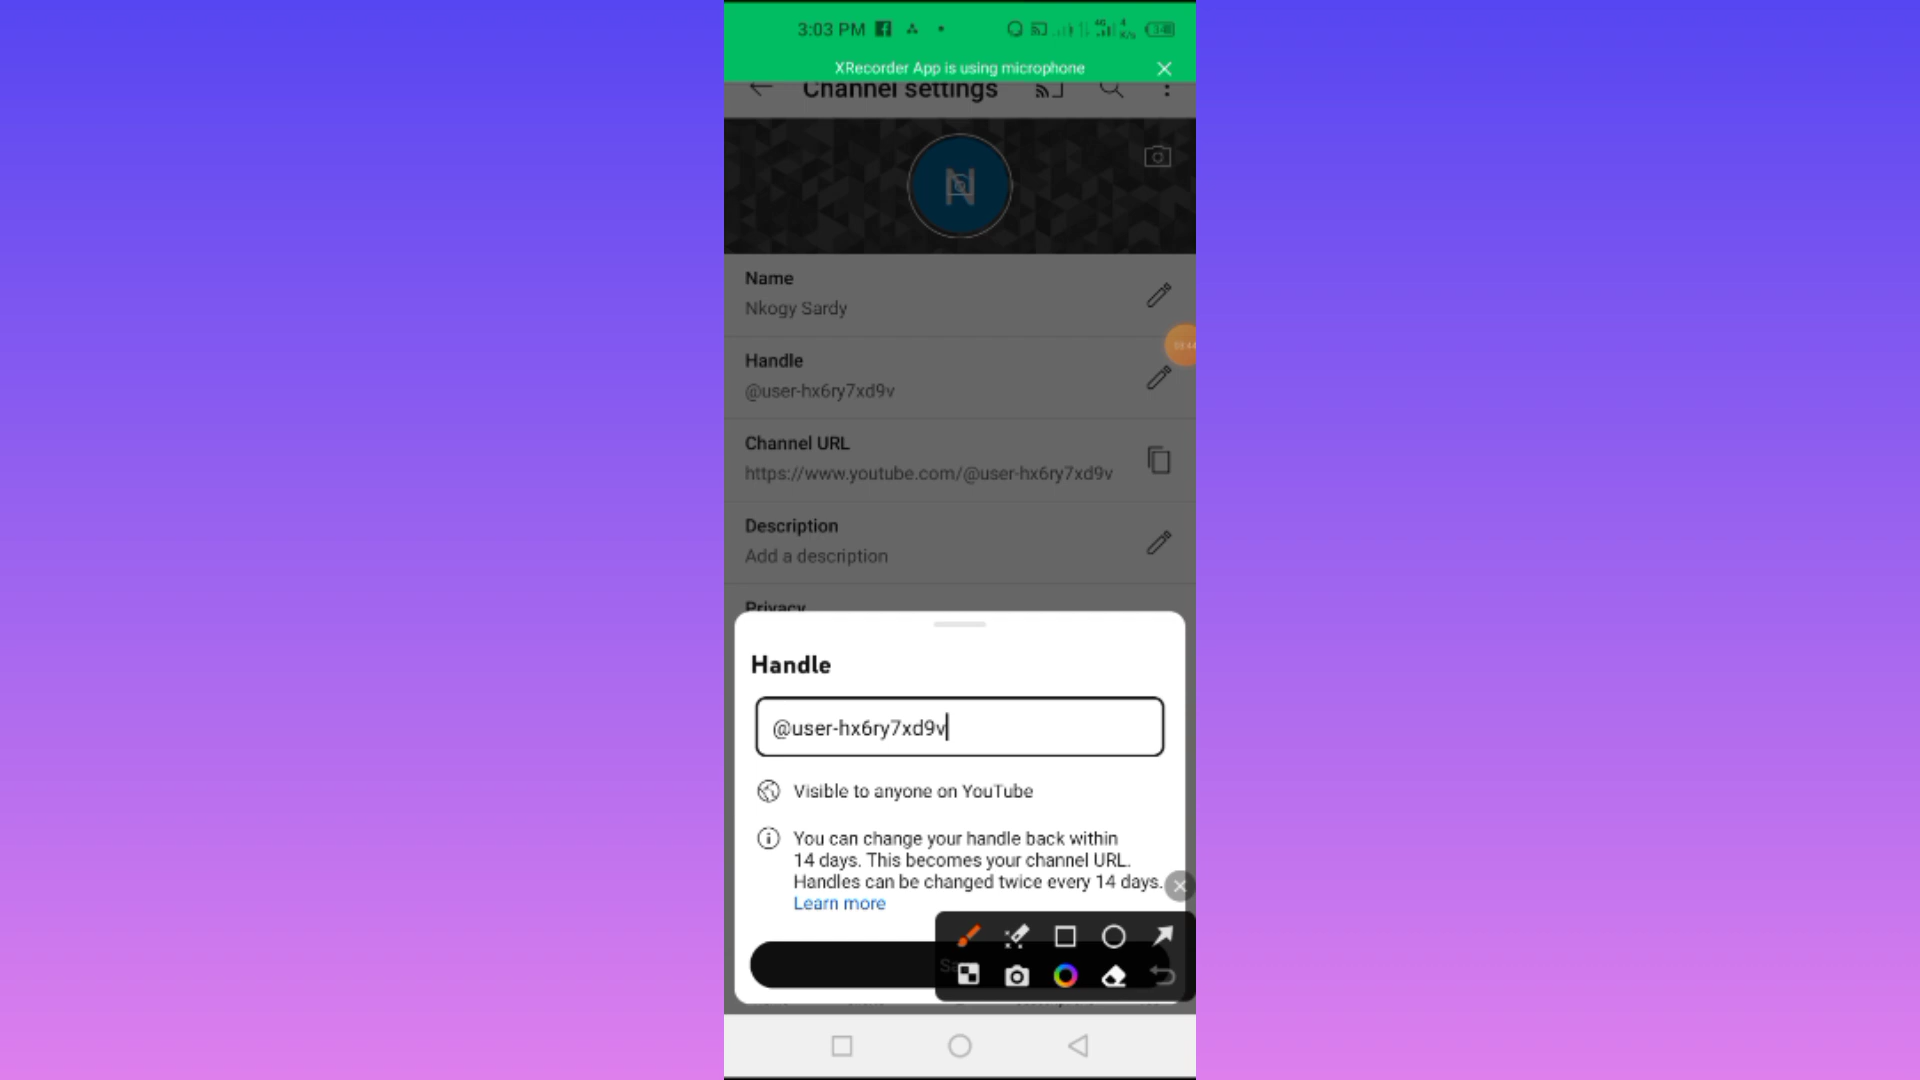 3:03 PM
XRecorder App is using microphone
Channel settings
N
Name
Nkogy Sardy
Handle
@user-hx6ry7xd9v
Channel URL
https://www.youtube.com/@user-hx6ry7xd9v
Description
Add a description
Privacy
Handle
@user-hx6ry7xd9v
Visible to anyone on YouTube
You can change your handle back within
14 days. This becomes your channel URL.
Handles can be changed twice every 14 days.
Learn more